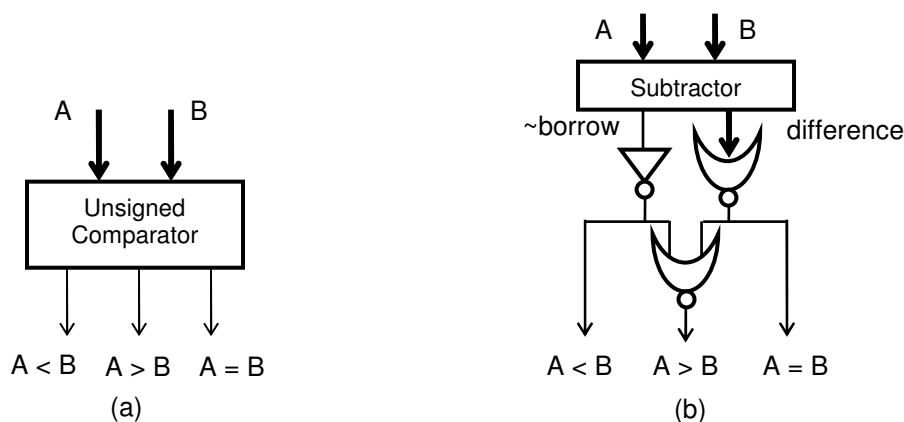 A B
Unsigned
Comparator
A < B A > B A = B
(a)
A B
Subtractor
~borrow difference
A < B A > B A = B
(b)